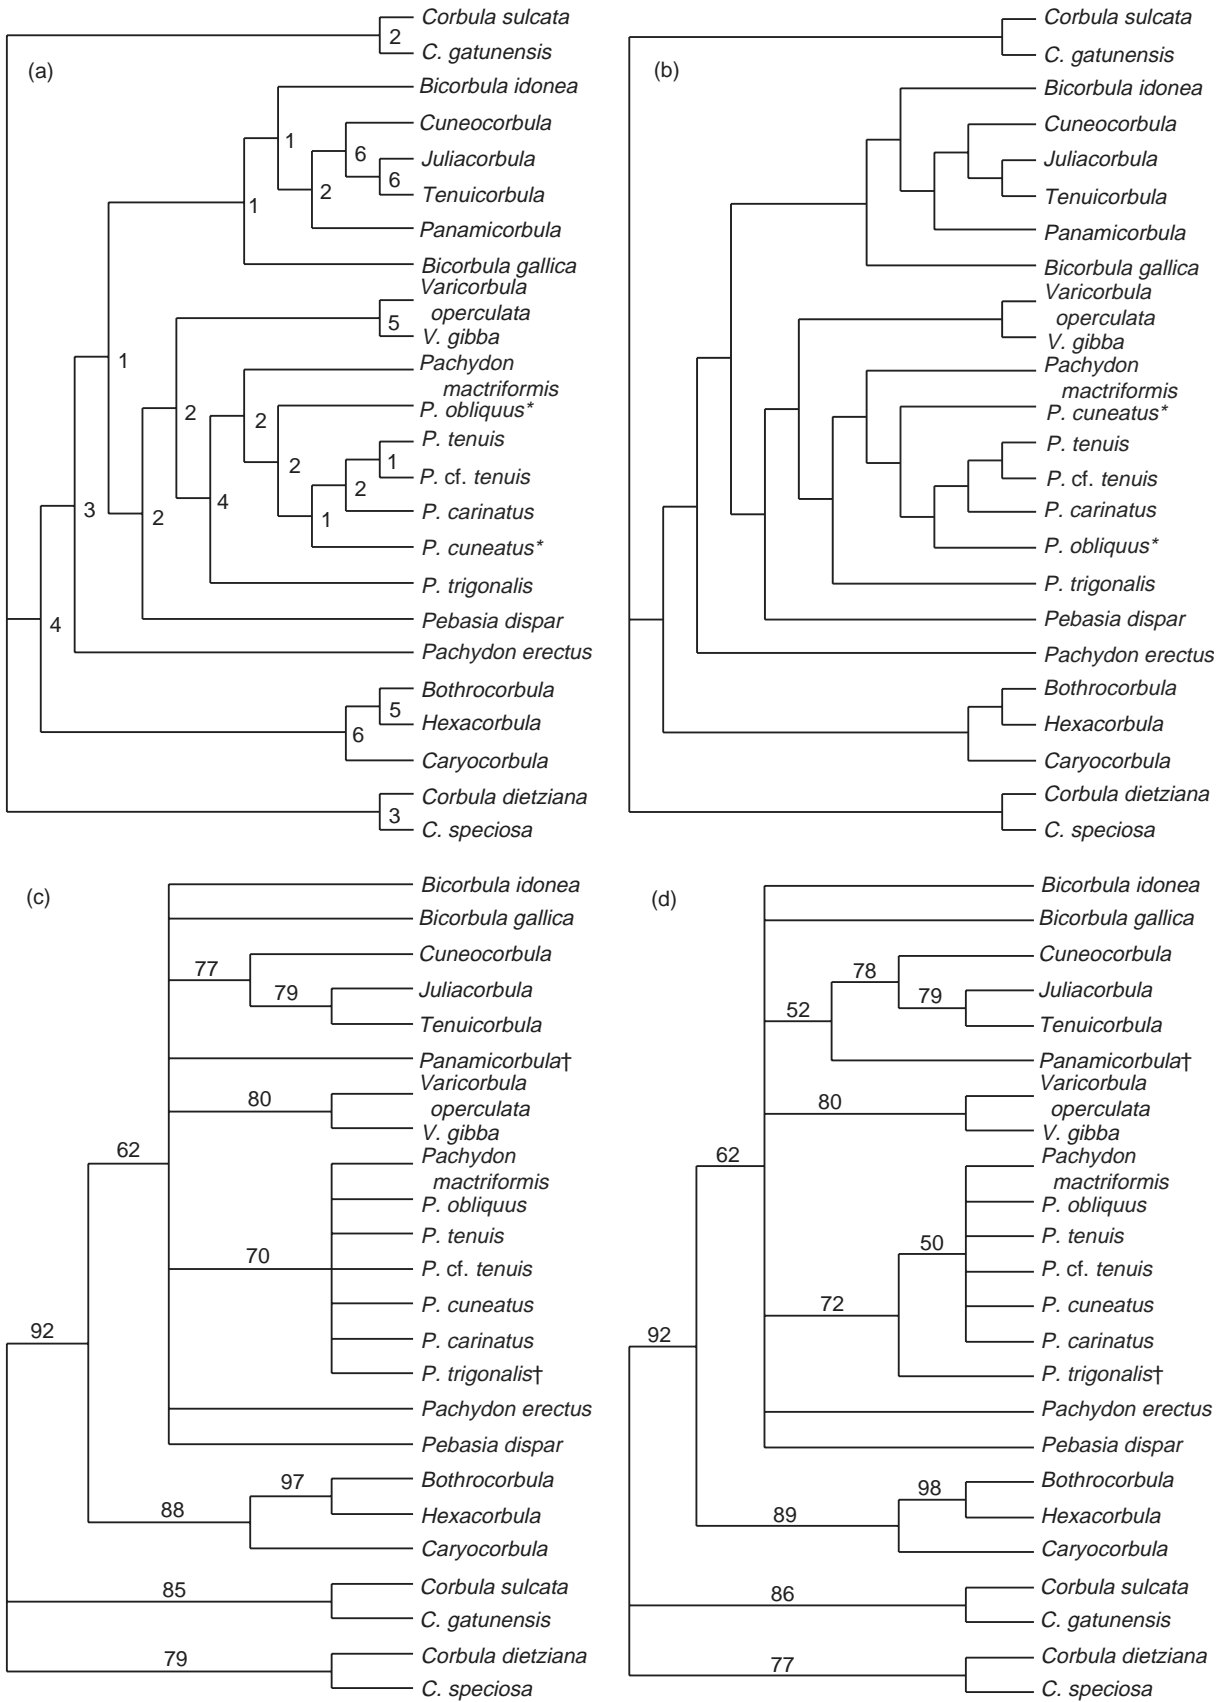 (a)
Corbula sulcata
2
C. gatunensis
Bicorbula idonea
1
Cuneocorbula
6
Juliacorbula
6
Tenuicorbula
2
Panamicorbula
1
Bicorbula gallica
Varicorbula
operculata
5
V. gibba
1
Pachydon
mactriformis
2
P. obliquus*
2
P. tenuis
1
P. cf. tenuis
2
2
P. carinatus
4
1
P. cuneatus*
3
2
P. trigonalis
Pebasia dispar
4
Pachydon erectus
Bothrocorbula
5
Hexacorbula
6
Caryocorbula
Corbula dietziana
3
C. speciosa
(b)
Corbula sulcata
C. gatunensis
Bicorbula idonea
Cuneocorbula
Juliacorbula
Tenuicorbula
Panamicorbula
Bicorbula gallica
Varicorbula
operculata
V. gibba
Pachydon
mactriformis
P. cuneatus*
P. tenuis
P. cf. tenuis
P. carinatus
P. obliquus*
P. trigonalis
Pebasia dispar
Pachydon erectus
Bothrocorbula
Hexacorbula
Caryocorbula
Corbula dietziana
C. speciosa
(c)
Bicorbula idonea
Bicorbula gallica
Cuneocorbula
77
Juliacorbula
79
Tenuicorbula
Panamicorbula†
Varicorbula
80
operculata
V. gibba
62
Pachydon
mactriformis
P. obliquus
P. tenuis
70
P. cf. tenuis
P. cuneatus
92
P. carinatus
P. trigonalis†
Pachydon erectus
Pebasia dispar
Bothrocorbula
97
88
Hexacorbula
Caryocorbula
85
Corbula sulcata
C. gatunensis
79
Corbula dietziana
C. speciosa
(d)
Bicorbula idonea
Bicorbula gallica
Cuneocorbula
78
Juliacorbula
79
52
Tenuicorbula
Panamicorbula†
Varicorbula
80
operculata
V. gibba
62
Pachydon
mactriformis
P. obliquus
P. tenuis
50
P. cf. tenuis
72
P. cuneatus
92
P. carinatus
P. trigonalis†
Pachydon erectus
Pebasia dispar
Bothrocorbula
98
89
Hexacorbula
Caryocorbula
86
Corbula sulcata
C. gatunensis
77
Corbula dietziana
C. speciosa